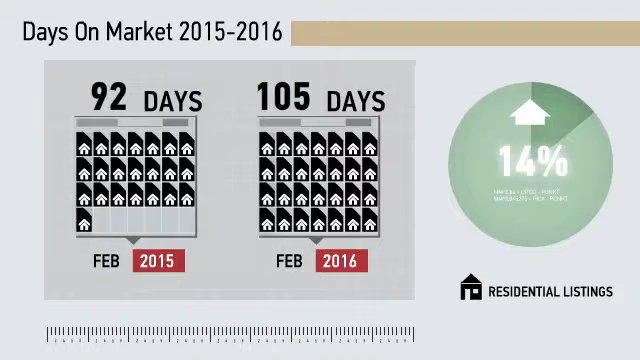 Days On Market 2015-2016
92 DAYS
105 DAYS
14%
FEB 2015
FEB 2016
RESIDENTIAL LISTINGS